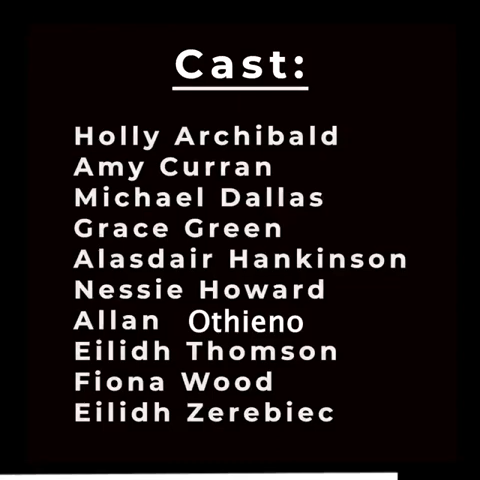 Cast:
Holly Archibald
Amy Curran
Michael Dallas
Grace Green
Alasdair Hankinson
Nessie Howard
Allan Othieno
Eilidh Thomson
Fiona Wood
Eilidh Zerebiec